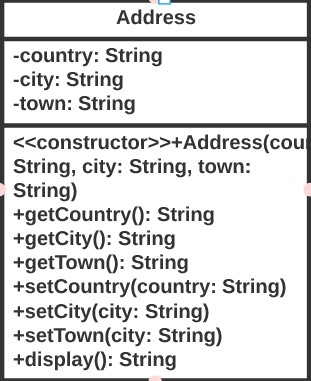 Address
-country: String
-city: String
-town: String
<<constructor>>+Address(cou
String, city: String, town:
String)
+getCountry(): String
+getCity(): String
+getTown(): String
+setCountry(country: String)
+setCity(city: String)
+setTown(city: String)
+display(): String